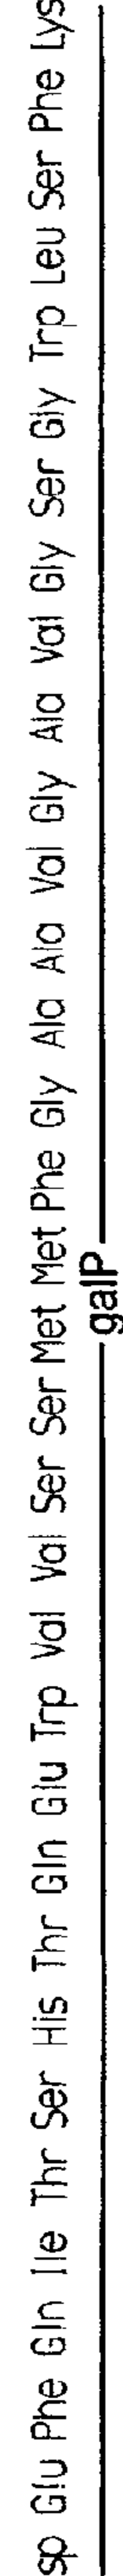 sp Glu Phe Gln Ile Thr Ser His Thr Gln Glu Trp Val Val Ser Ser Met Met Phe Gly Ala Ala Val Gly Ala Val Gly Ser Gly Trp Leu Ser Phe Lys
galP